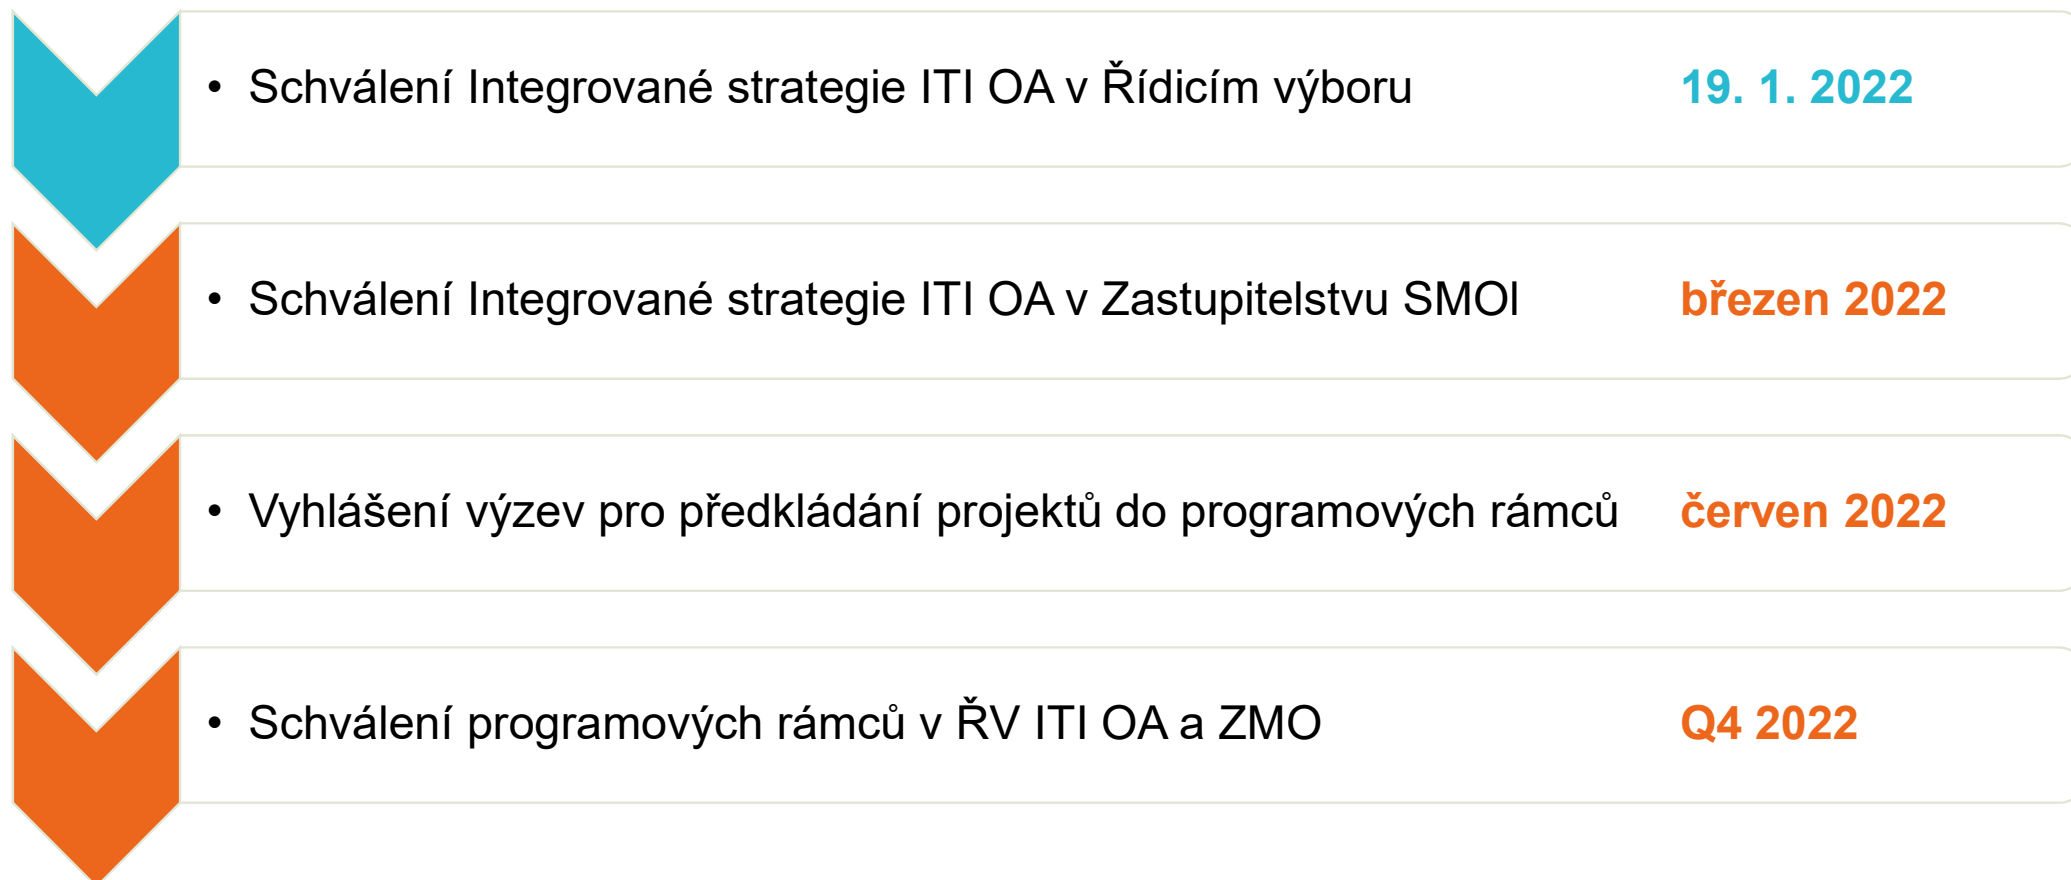 • Schválení Integrované strategie ITI OA v Řídicím výboru 19. 1. 2022
• Schválení Integrované strategie ITI OA v Zastupitelstvu SMOl březen 2022
• Vyhlášení výzev pro předkládání projektů do programových rámců červen 2022
• Schválení programových rámců v ŘV ITI OA a ZMO Q4 2022